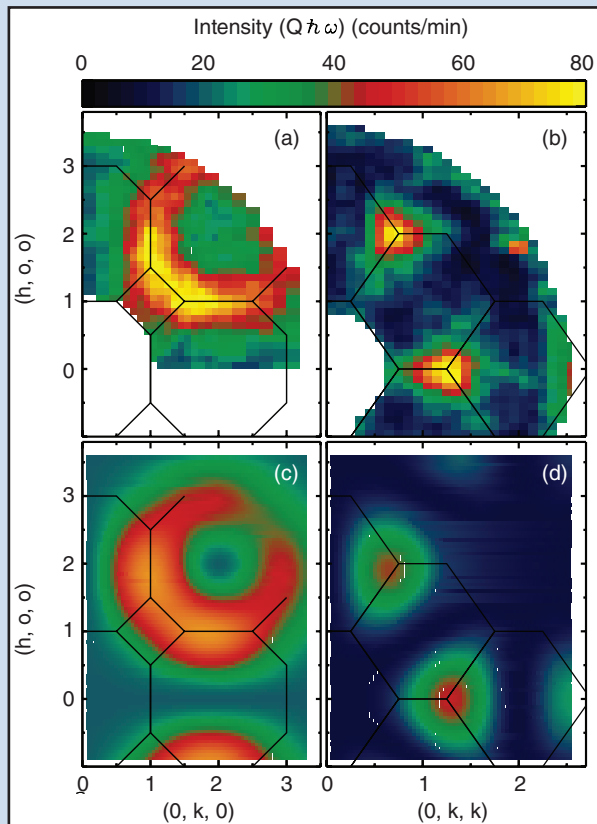 Intensity (Q ħ ω) (counts/min)
0 20 40 60 80
(a) (b)
3
2
1
0
(h, o, o)
(c) (d)
3
2
1
0
(h, o, o)
0 1 2 3 0 1 2
(0, k, 0) (0, k, k)